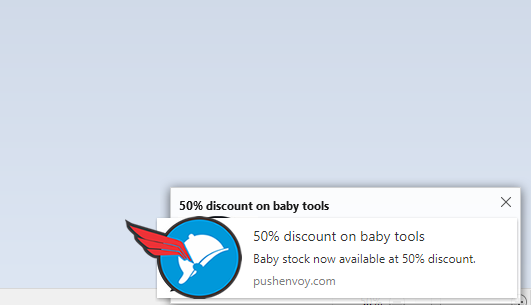 50% discount on baby tools
50% discount on baby tools
Baby stock now available at 50% discount.
pushenvoy.com